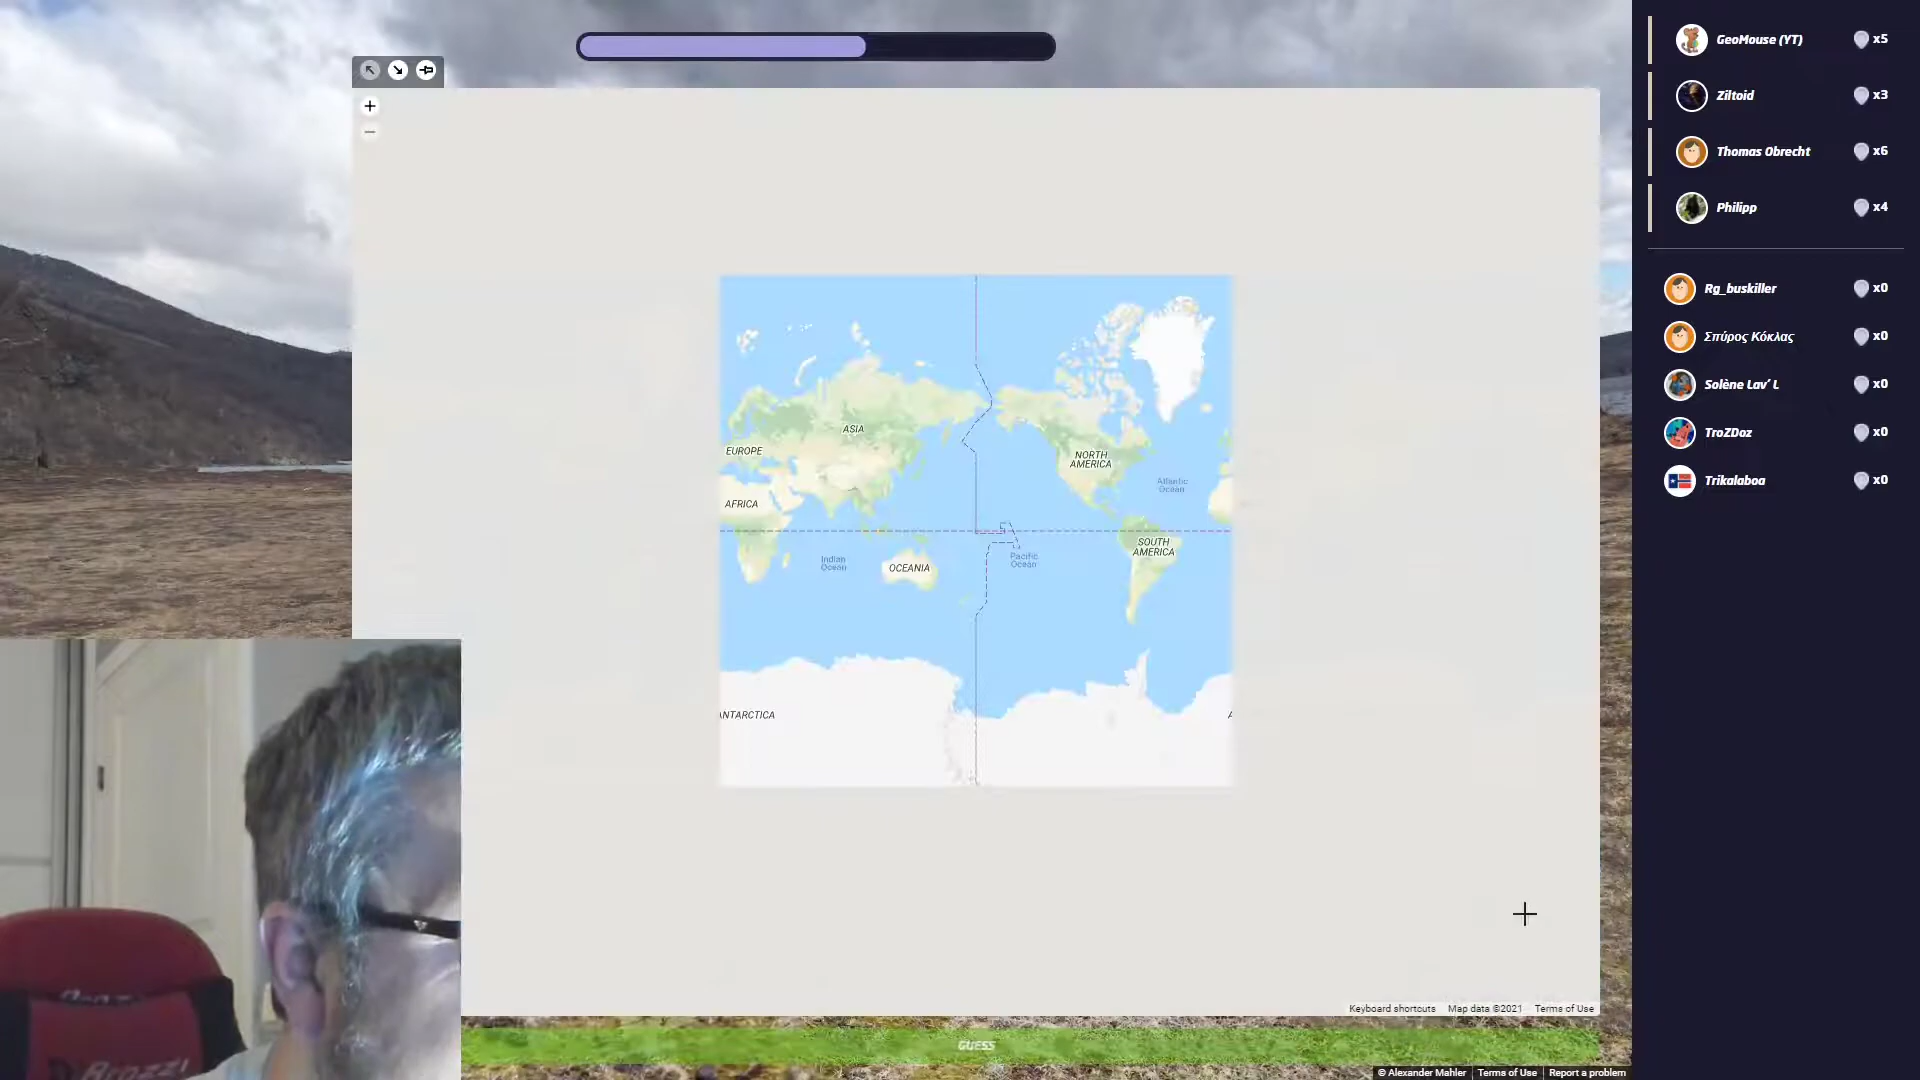 GeoMouse (YT) x5
Ziltoid x3
Thomas Obrecht x6
Philipp x4
Rg_buskiller x0
Σπύρος Κόκλας x0
Solène Lav' L x0
TroZDoz x0
Trikalaboa x0
+
−
ASIA
EUROPE
NORTH
AMERICA
Atlantic
Ocean
AFRICA
SOUTH
AMERICA
Indian
Ocean
OCEANIA
Pacific
Ocean
NTARCTICA
A
Keyboard shortcuts Map data ©2021 Terms of Use
GUESS
© Alexander Mahler Terms of Use Report a problem
Arozzi